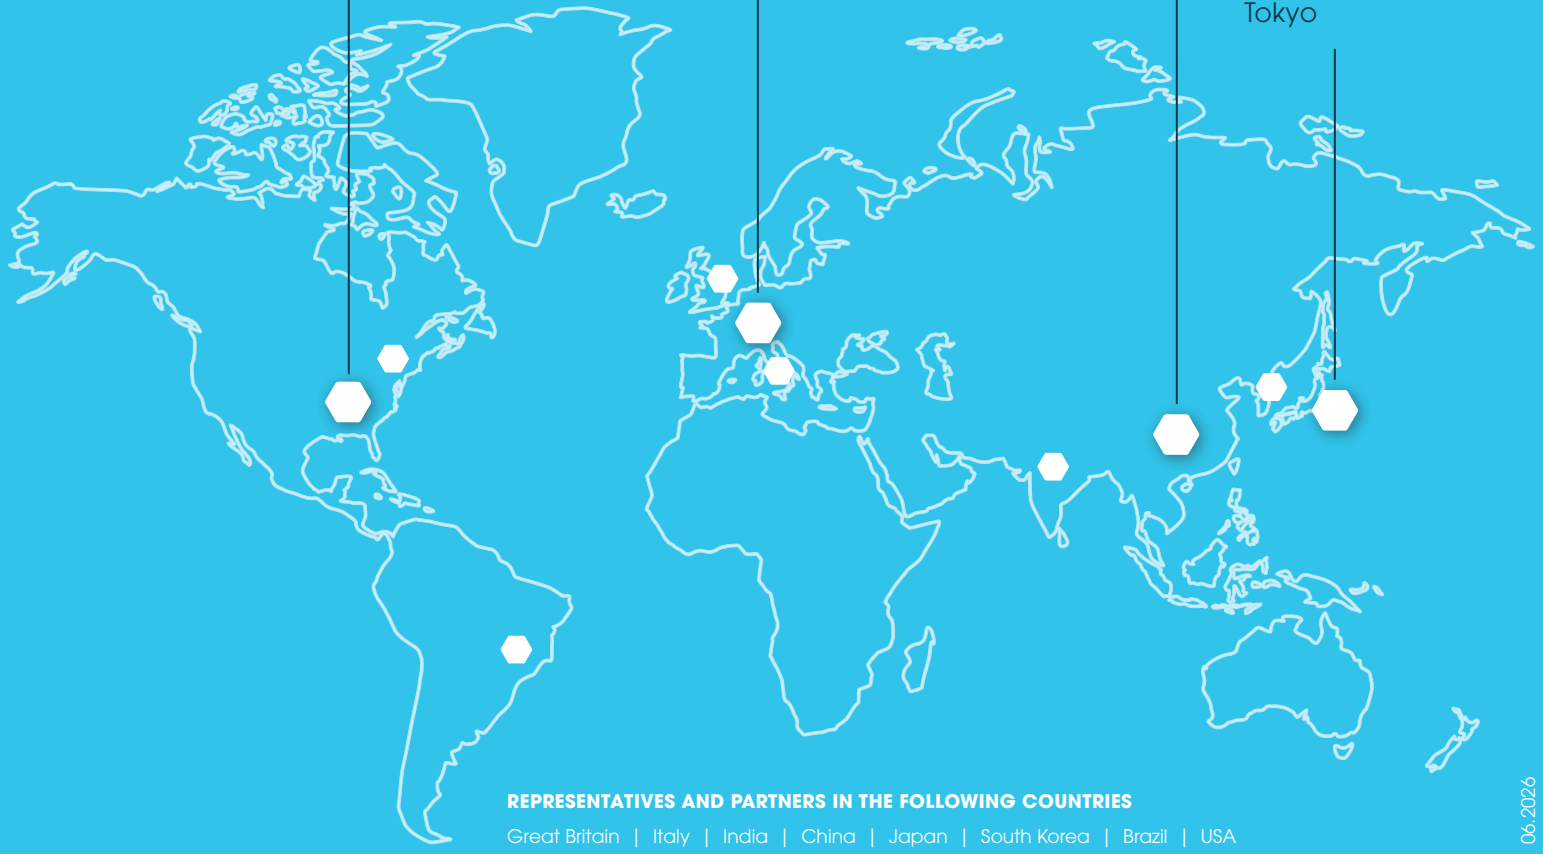 Tokyo
REPRESENTATIVES AND PARTNERS IN THE FOLLOWING COUNTRIES
Great Britain | Italy | India | China | Japan | South Korea | Brazil | USA
06.2026